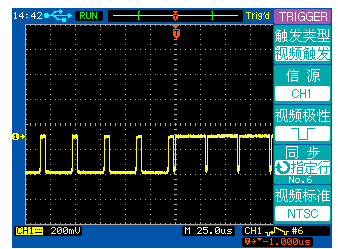 14:42 RUN Trig'd TRIGGER
触发类型
视频触发
信 源
CH1
视频极性
同 步
指定行
No.6
视频标准
NTSC
CH1 200mV M 25.0us CH1 #6
-1.000us